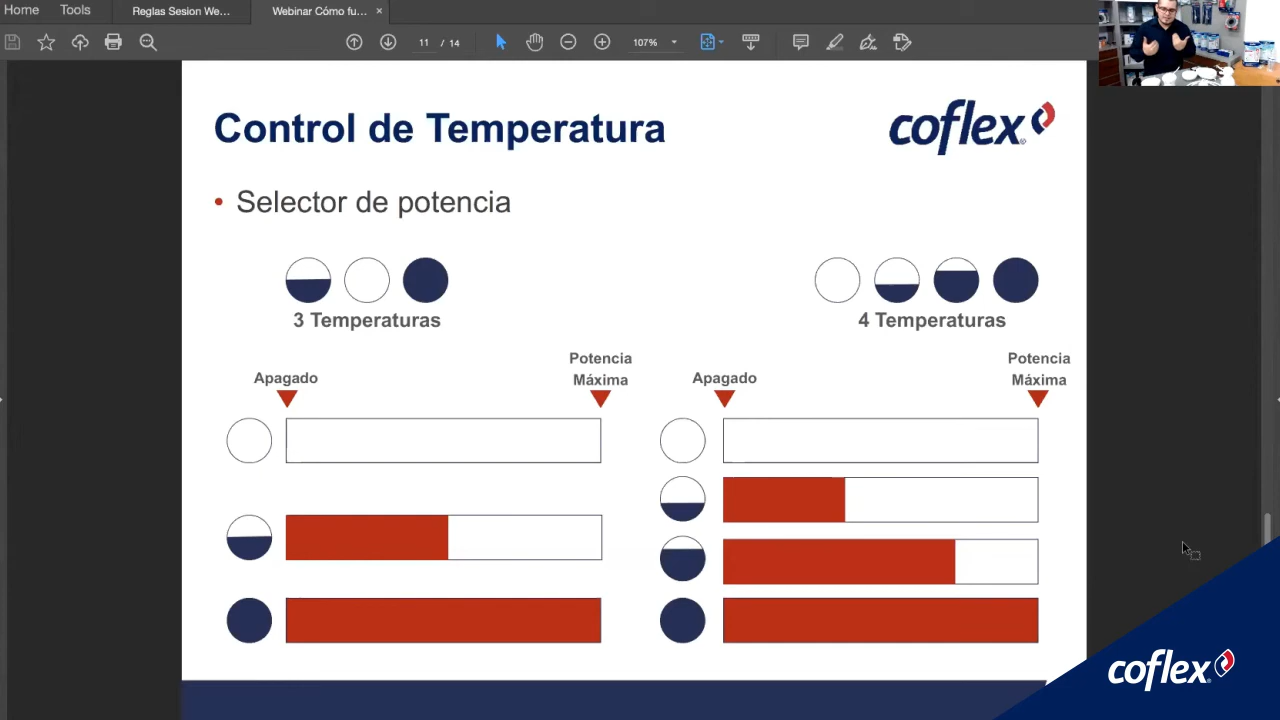 Home Tools Reglas Sesion We... Webinar Cómo fu... ×
11 / 14 107%
Control de Temperatura
coflex®
• Selector de potencia
3 Temperaturas
4 Temperaturas
Apagado
Potencia
Máxima
Apagado
Potencia
Máxima
coflex